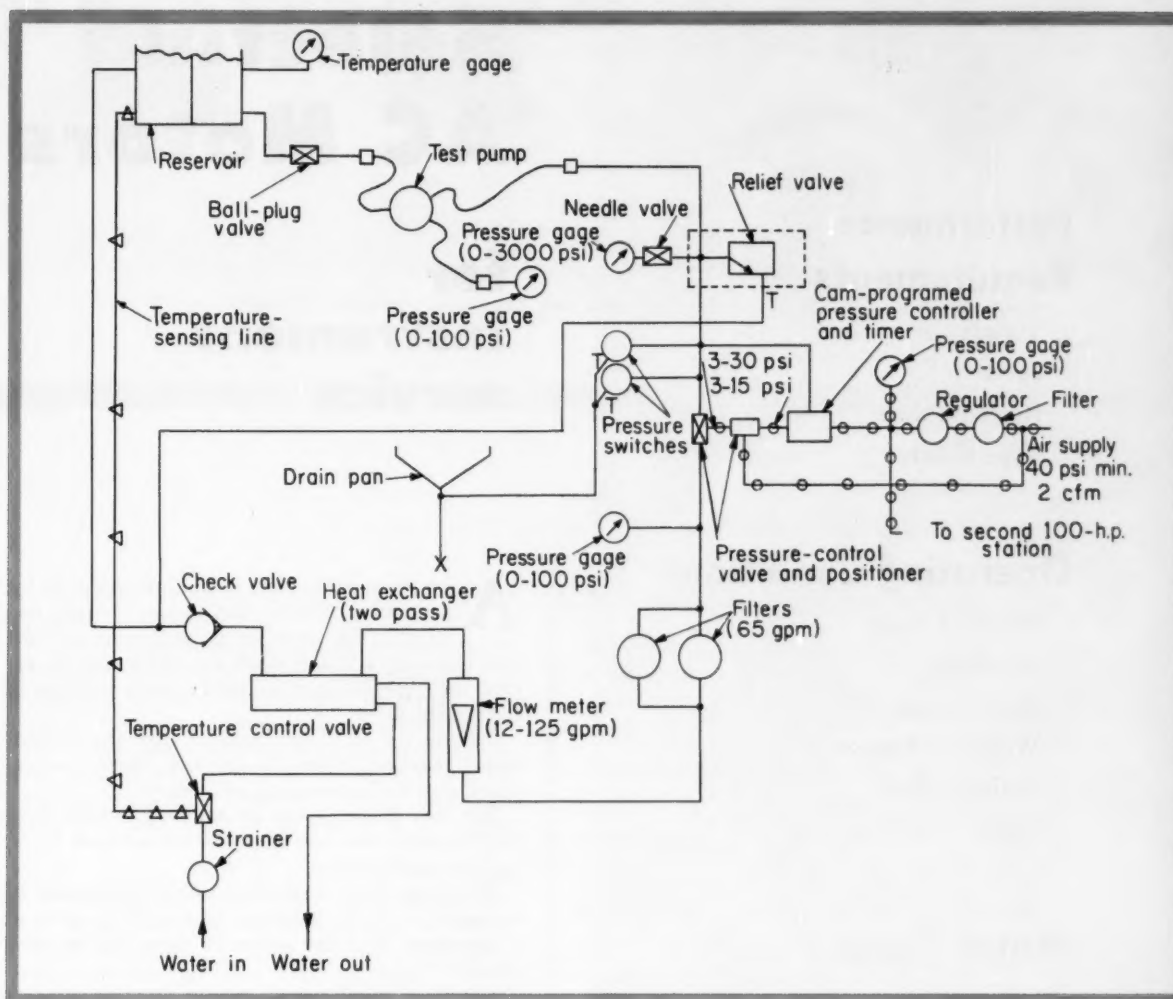 Temperature gage
Reservoir
Ball-plug
valve
Test pump
Needle valve
Relief valve
Pressure gage
(0-3000 psi)
T
Pressure gage
(0-100 psi)
Temperature-
sensing line
Cam-programed
pressure controller
and timer
Pressure gage
(0-100 psi)
T
T
3-30 psi
3-15 psi
Pressure
switches
Regulator
Filter
Air supply
40 psi min.
2 cfm
Drain pan
X
To second 100-h.p.
station
Pressure gage
(0-100 psi)
Pressure-control
valve and positioner
Check valve
Heat exchanger
(two pass)
Filters
(65 gpm)
Flow meter
(12-125 gpm)
Temperature control valve
Strainer
Water in
Water out